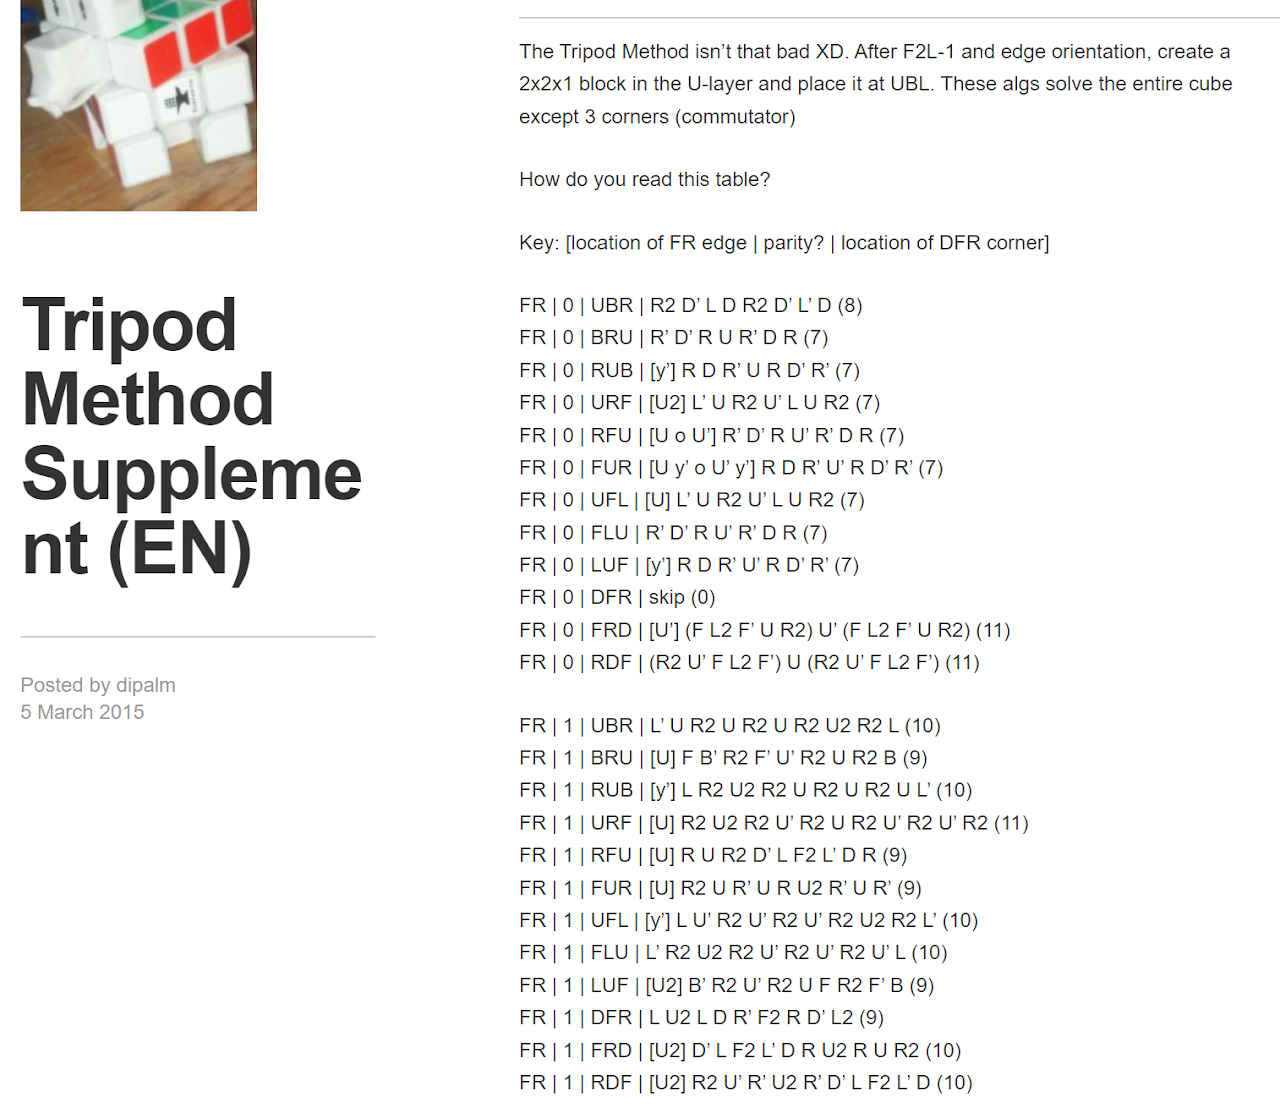 Tripod
Method
Suppleme
nt (EN)
Posted by dipalm
5 March 2015
The Tripod Method isn’t that bad XD. After F2L-1 and edge orientation, create a
2x2x1 block in the U-layer and place it at UBL. These algs solve the entire cube
except 3 corners (commutator)
How do you read this table?
Key: [location of FR edge | parity? | location of DFR corner]
FR | 0 | UBR | R2 D’ L D R2 D’ L’ D (8)
FR | 0 | BRU | R’ D’ R U R’ D R (7)
FR | 0 | RUB | [y’] R D R’ U R D’ R’ (7)
FR | 0 | URF | [U2] L’ U R2 U’ L U R2 (7)
FR | 0 | RFU | [U o U’] R’ D’ R U’ R’ D R (7)
FR | 0 | FUR | [U y’ o U’ y’] R D R’ U’ R D’ R’ (7)
FR | 0 | UFL | [U] L’ U R2 U’ L U R2 (7)
FR | 0 | FLU | R’ D’ R U’ R’ D R (7)
FR | 0 | LUF | [y’] R D R’ U’ R D’ R’ (7)
FR | 0 | DFR | skip (0)
FR | 0 | FRD | [U’] (F L2 F’ U R2) U’ (F L2 F’ U R2) (11)
FR | 0 | RDF | (R2 U’ F L2 F’) U (R2 U’ F L2 F’) (11)
FR | 1 | UBR | L’ U R2 U R2 U R2 U2 R2 L (10)
FR | 1 | BRU | [U] F B’ R2 F’ U’ R2 U R2 B (9)
FR | 1 | RUB | [y’] L R2 U2 R2 U R2 U R2 U L’ (10)
FR | 1 | URF | [U] R2 U2 R2 U’ R2 U R2 U’ R2 U’ R2 (11)
FR | 1 | RFU | [U] R U R2 D’ L F2 L’ D R (9)
FR | 1 | FUR | [U] R2 U R’ U R U2 R’ U R’ (9)
FR | 1 | UFL | [y’] L U’ R2 U’ R2 U’ R2 U2 R2 L’ (10)
FR | 1 | FLU | L’ R2 U2 R2 U’ R2 U’ R2 U’ L (10)
FR | 1 | LUF | [U2] B’ R2 U’ R2 U F R2 F’ B (9)
FR | 1 | DFR | L U2 L D R’ F2 R D’ L2 (9)
FR | 1 | FRD | [U2] D’ L F2 L’ D R U2 R U R2 (10)
FR | 1 | RDF | [U2] R2 U’ R’ U2 R’ D’ L F2 L’ D (10)